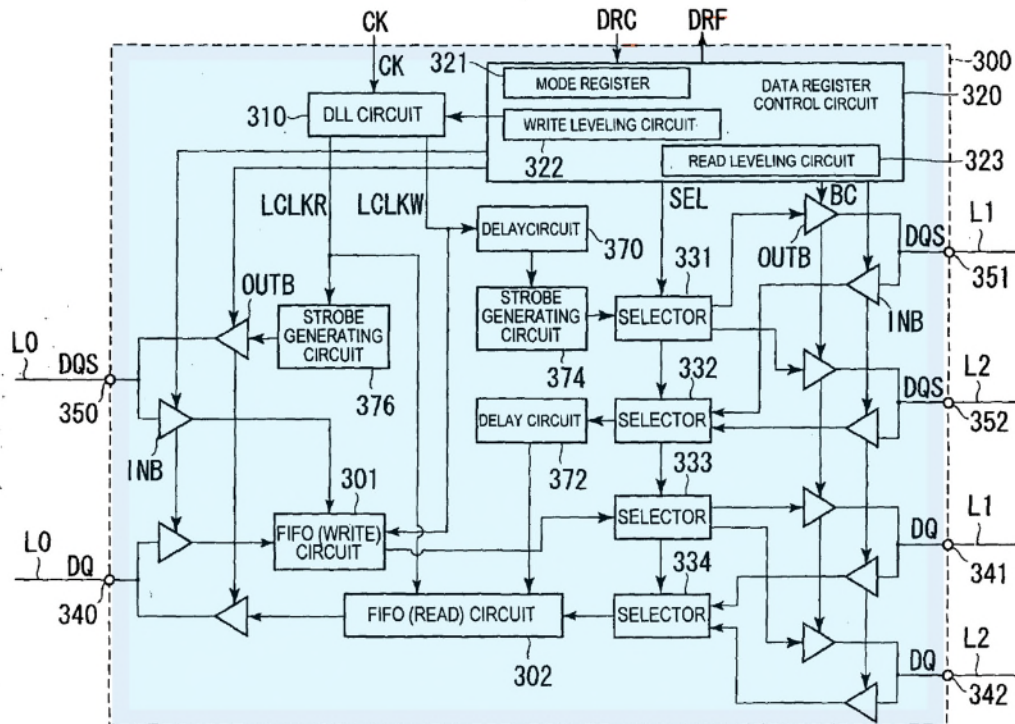 CK
DRC
DRF
CK
321
MODE REGISTER
DATA REGISTER
CONTROL CIRCUIT
300
320
310
DLL CIRCUIT
WRITE LEVELING CIRCUIT
322
READ LEVELING CIRCUIT
323
LCLKR
LCLKW
SEL
BC
DELAYCIRCUIT
370
OUTB
DQS
L1
351
331
OUTB
STROBE
GENERATING
CIRCUIT
376
STROBE
GENERATING
CIRCUIT
374
SELECTOR
INB
L0
DQS
350
332
DQS
L2
352
INB
DELAY CIRCUIT
372
SELECTOR
301
333
FIFO (WRITE)
CIRCUIT
SELECTOR
L1
DQ
341
L0
DQ
340
334
FIFO (READ) CIRCUIT
302
SELECTOR
L2
DQ
342